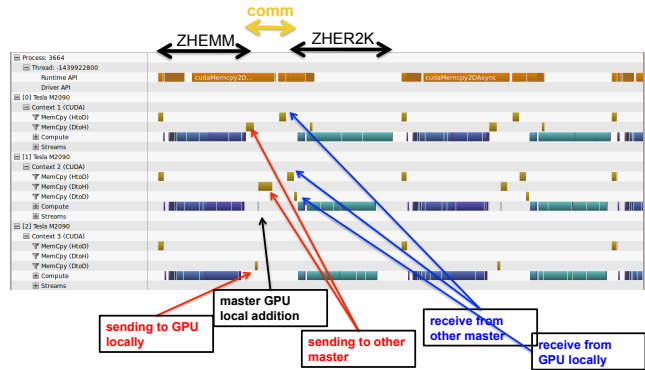 comm
ZHEMM
ZHER2K
Process: 3664
Thread: -1439922800
Runtime API
cudaMemcpy2D...
cudaMemcpy2DAsync
Driver API
[0] Tesla M2090
Context 1 (CUDA)
MemCpy (HtoD)
MemCpy (DtoH)
MemCpy (DtoD)
Compute
Streams
[1] Tesla M2090
Context 2 (CUDA)
MemCpy (HtoD)
MemCpy (DtoH)
MemCpy (DtoD)
Compute
Streams
[2] Tesla M2090
Context 3 (CUDA)
MemCpy (HtoD)
MemCpy (DtoH)
MemCpy (DtoD)
Compute
Streams
master GPU
local addition
sending to GPU
locally
sending to other
master
receive from
other master
receive from
GPU locally